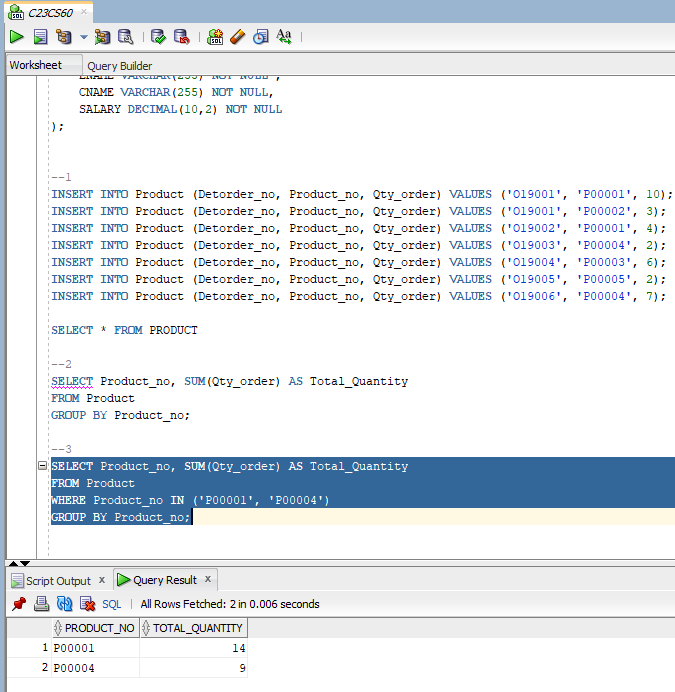 C23CS60
SQL
Aa
Worksheet
Query Builder
ENAME VARCHAR(255) NOT NULL ,
CNAME VARCHAR(255) NOT NULL,
SALARY DECIMAL(10,2) NOT NULL
);
--1
INSERT INTO Product (Detorder_no, Product_no, Qty_order) VALUES ('O19001', 'P00001', 10);
INSERT INTO Product (Detorder_no, Product_no, Qty_order) VALUES ('O19001', 'P00002', 3);
INSERT INTO Product (Detorder_no, Product_no, Qty_order) VALUES ('O19002', 'P00001', 4);
INSERT INTO Product (Detorder_no, Product_no, Qty_order) VALUES ('O19003', 'P00004', 2);
INSERT INTO Product (Detorder_no, Product_no, Qty_order) VALUES ('O19004', 'P00003', 6);
INSERT INTO Product (Detorder_no, Product_no, Qty_order) VALUES ('O19005', 'P00005', 2);
INSERT INTO Product (Detorder_no, Product_no, Qty_order) VALUES ('O19006', 'P00004', 7);
SELECT * FROM PRODUCT
--2
SELECT Product_no, SUM(Qty_order) AS Total_Quantity
FROM Product
GROUP BY Product_no;
--3
SELECT Product_no, SUM(Qty_order) AS Total_Quantity
FROM Product
WHERE Product_no IN ('P00001', 'P00004')
GROUP BY Product_no;
Script Output x Query Result x
SQL | All Rows Fetched: 2 in 0.006 seconds
PRODUCT_NO TOTAL_QUANTITY
1 P00001 14
2 P00004 9